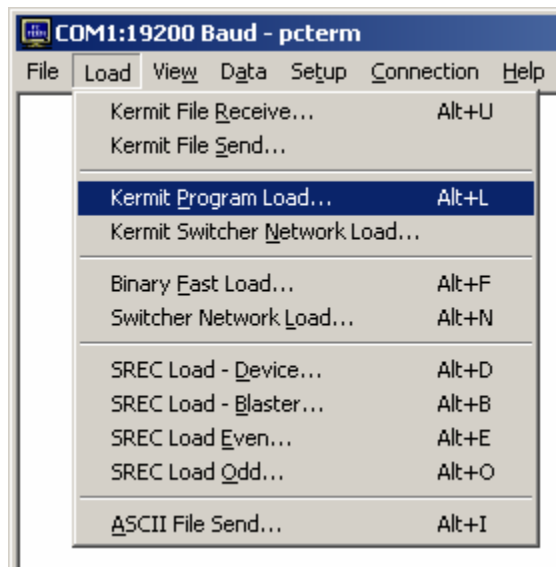 COM1:19200 Baud - pcterm
File Load View Data Setup Connection Help
Kermit File Receive... Alt+U
Kermit File Send...
Kermit Program Load... Alt+L
Kermit Switcher Network Load...
Binary Fast Load... Alt+F
Switcher Network Load... Alt+N
SREC Load - Device... Alt+D
SREC Load - Blaster... Alt+B
SREC Load Even... Alt+E
SREC Load Odd... Alt+O
ASCII File Send... Alt+I